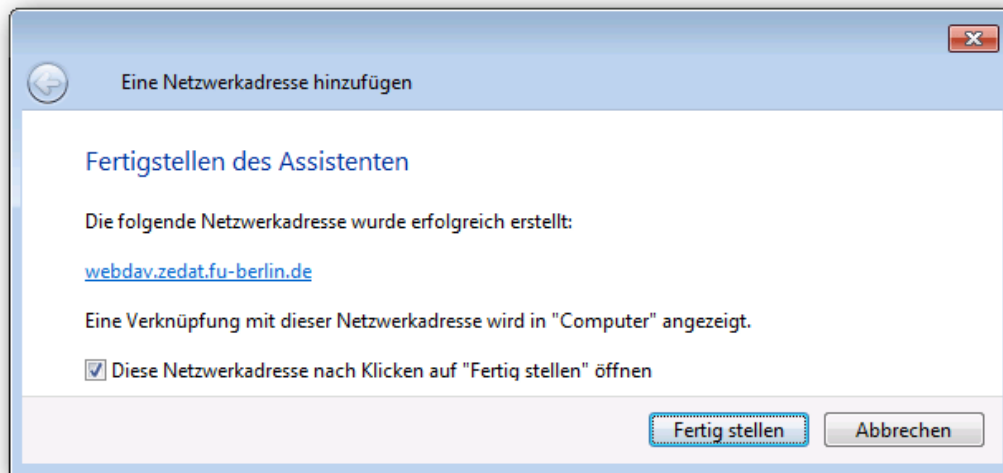 Eine Netzwerkadresse hinzufügen
Fertigstellen des Assistenten
Die folgende Netzwerkadresse wurde erfolgreich erstellt:
webdav.zedat.fu-berlin.de
Eine Verknüpfung mit dieser Netzwerkadresse wird in "Computer" angezeigt.
Diese Netzwerkadresse nach Klicken auf "Fertig stellen" öffnen
Fertig stellen Abbrechen